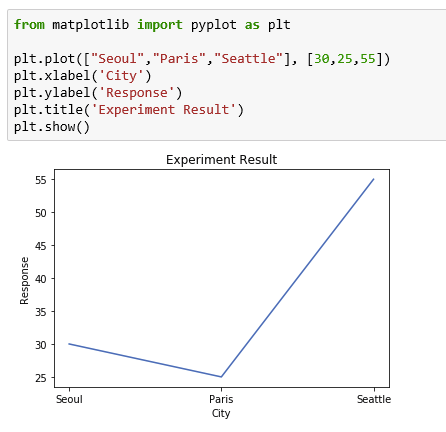 from matplotlib import pyplot as plt
plt.plot(["Seoul","Paris","Seattle"], [30,25,55])
plt.xlabel('City')
plt.ylabel('Response')
plt.title('Experiment Result')
plt.show()
Experiment Result
55
50
45
40
35
30
25
Response
Seoul Paris Seattle
City